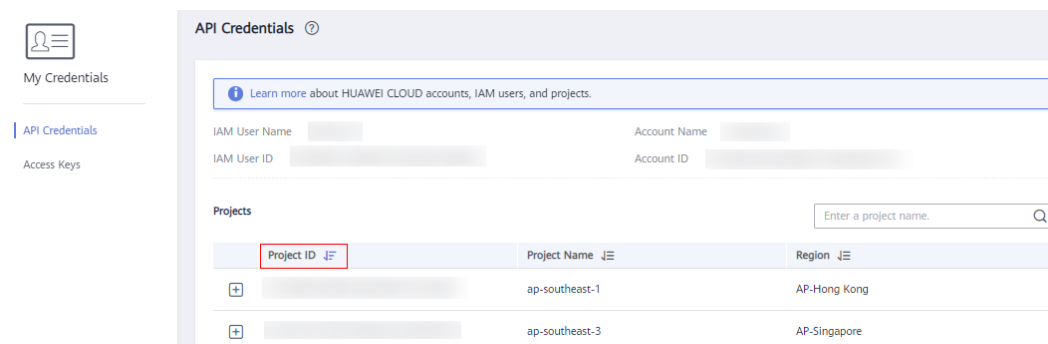 API Credentials
My Credentials
Learn more about HUAWEI CLOUD accounts, IAM users, and projects.
API Credentials
IAM User Name
Account Name
Access Keys
IAM User ID
Account ID
Projects
Enter a project name.
Project ID
Project Name
Region
ap-southeast-1
AP-Hong Kong
ap-southeast-3
AP-Singapore